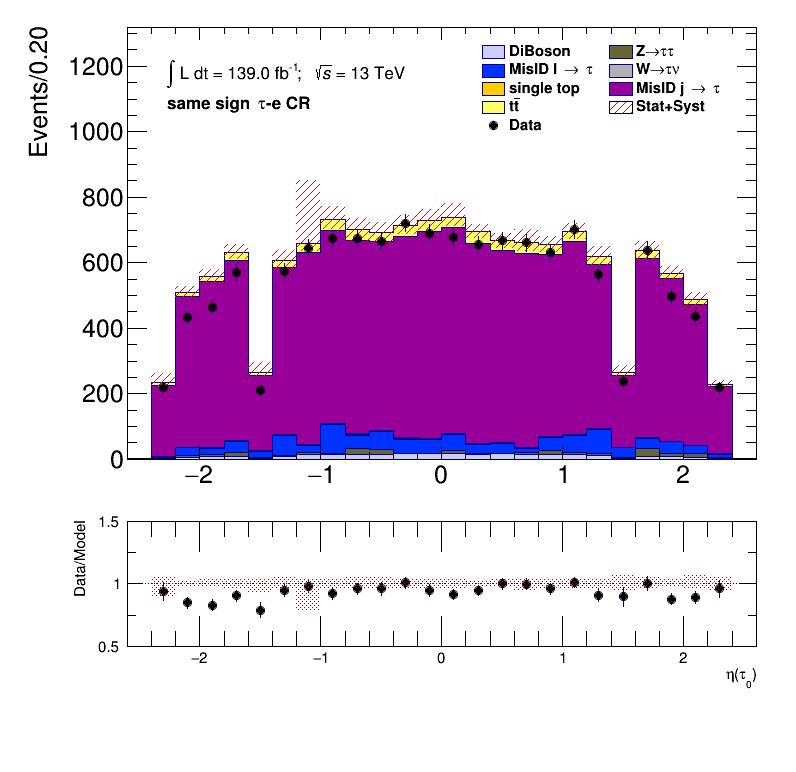 Events/0.20
∫ L dt = 139.0 fb⁻¹; √s = 13 TeV
same sign τ-e CR
DiBoson
MisID l → τ
single top
tt̄
Data
Z→ττ
W→τν
MisID j → τ
Stat+Syst
1200
1000
800
600
400
200
0
−2 −1 0 1 2
Data/Model
1.5
1
0.5
−2 −1 0 1 2
η(τ₀)